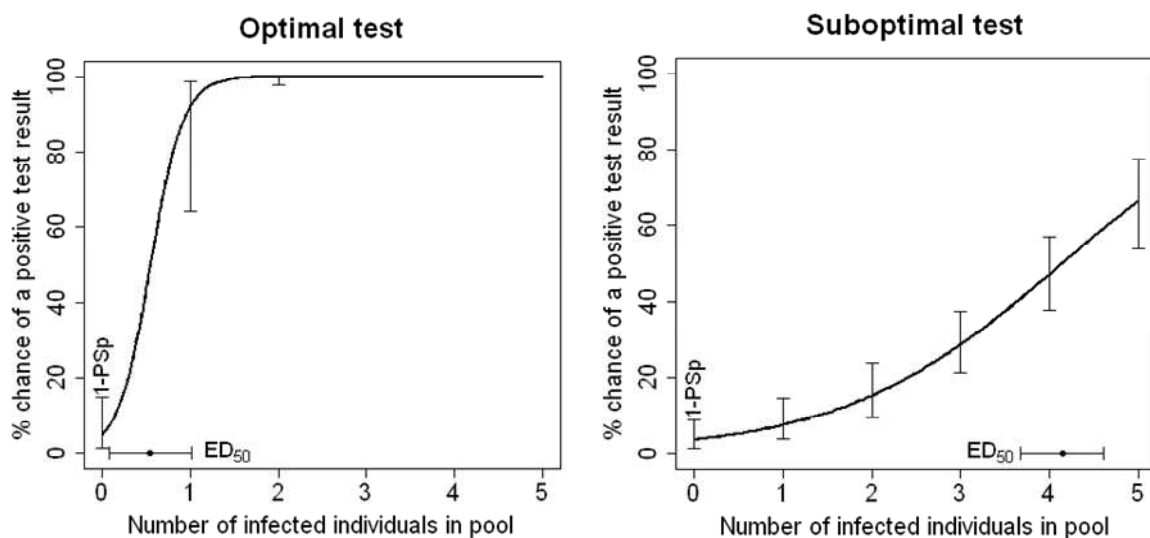 Optimal test
% chance of a positive test result
100
80
60
40
20
0
1-PSp
ED50
0 1 2 3 4 5
Number of infected individuals in pool
Suboptimal test
% chance of a positive test result
100
80
60
40
20
0
1-PSp
ED50
0 1 2 3 4 5
Number of infected individuals in pool